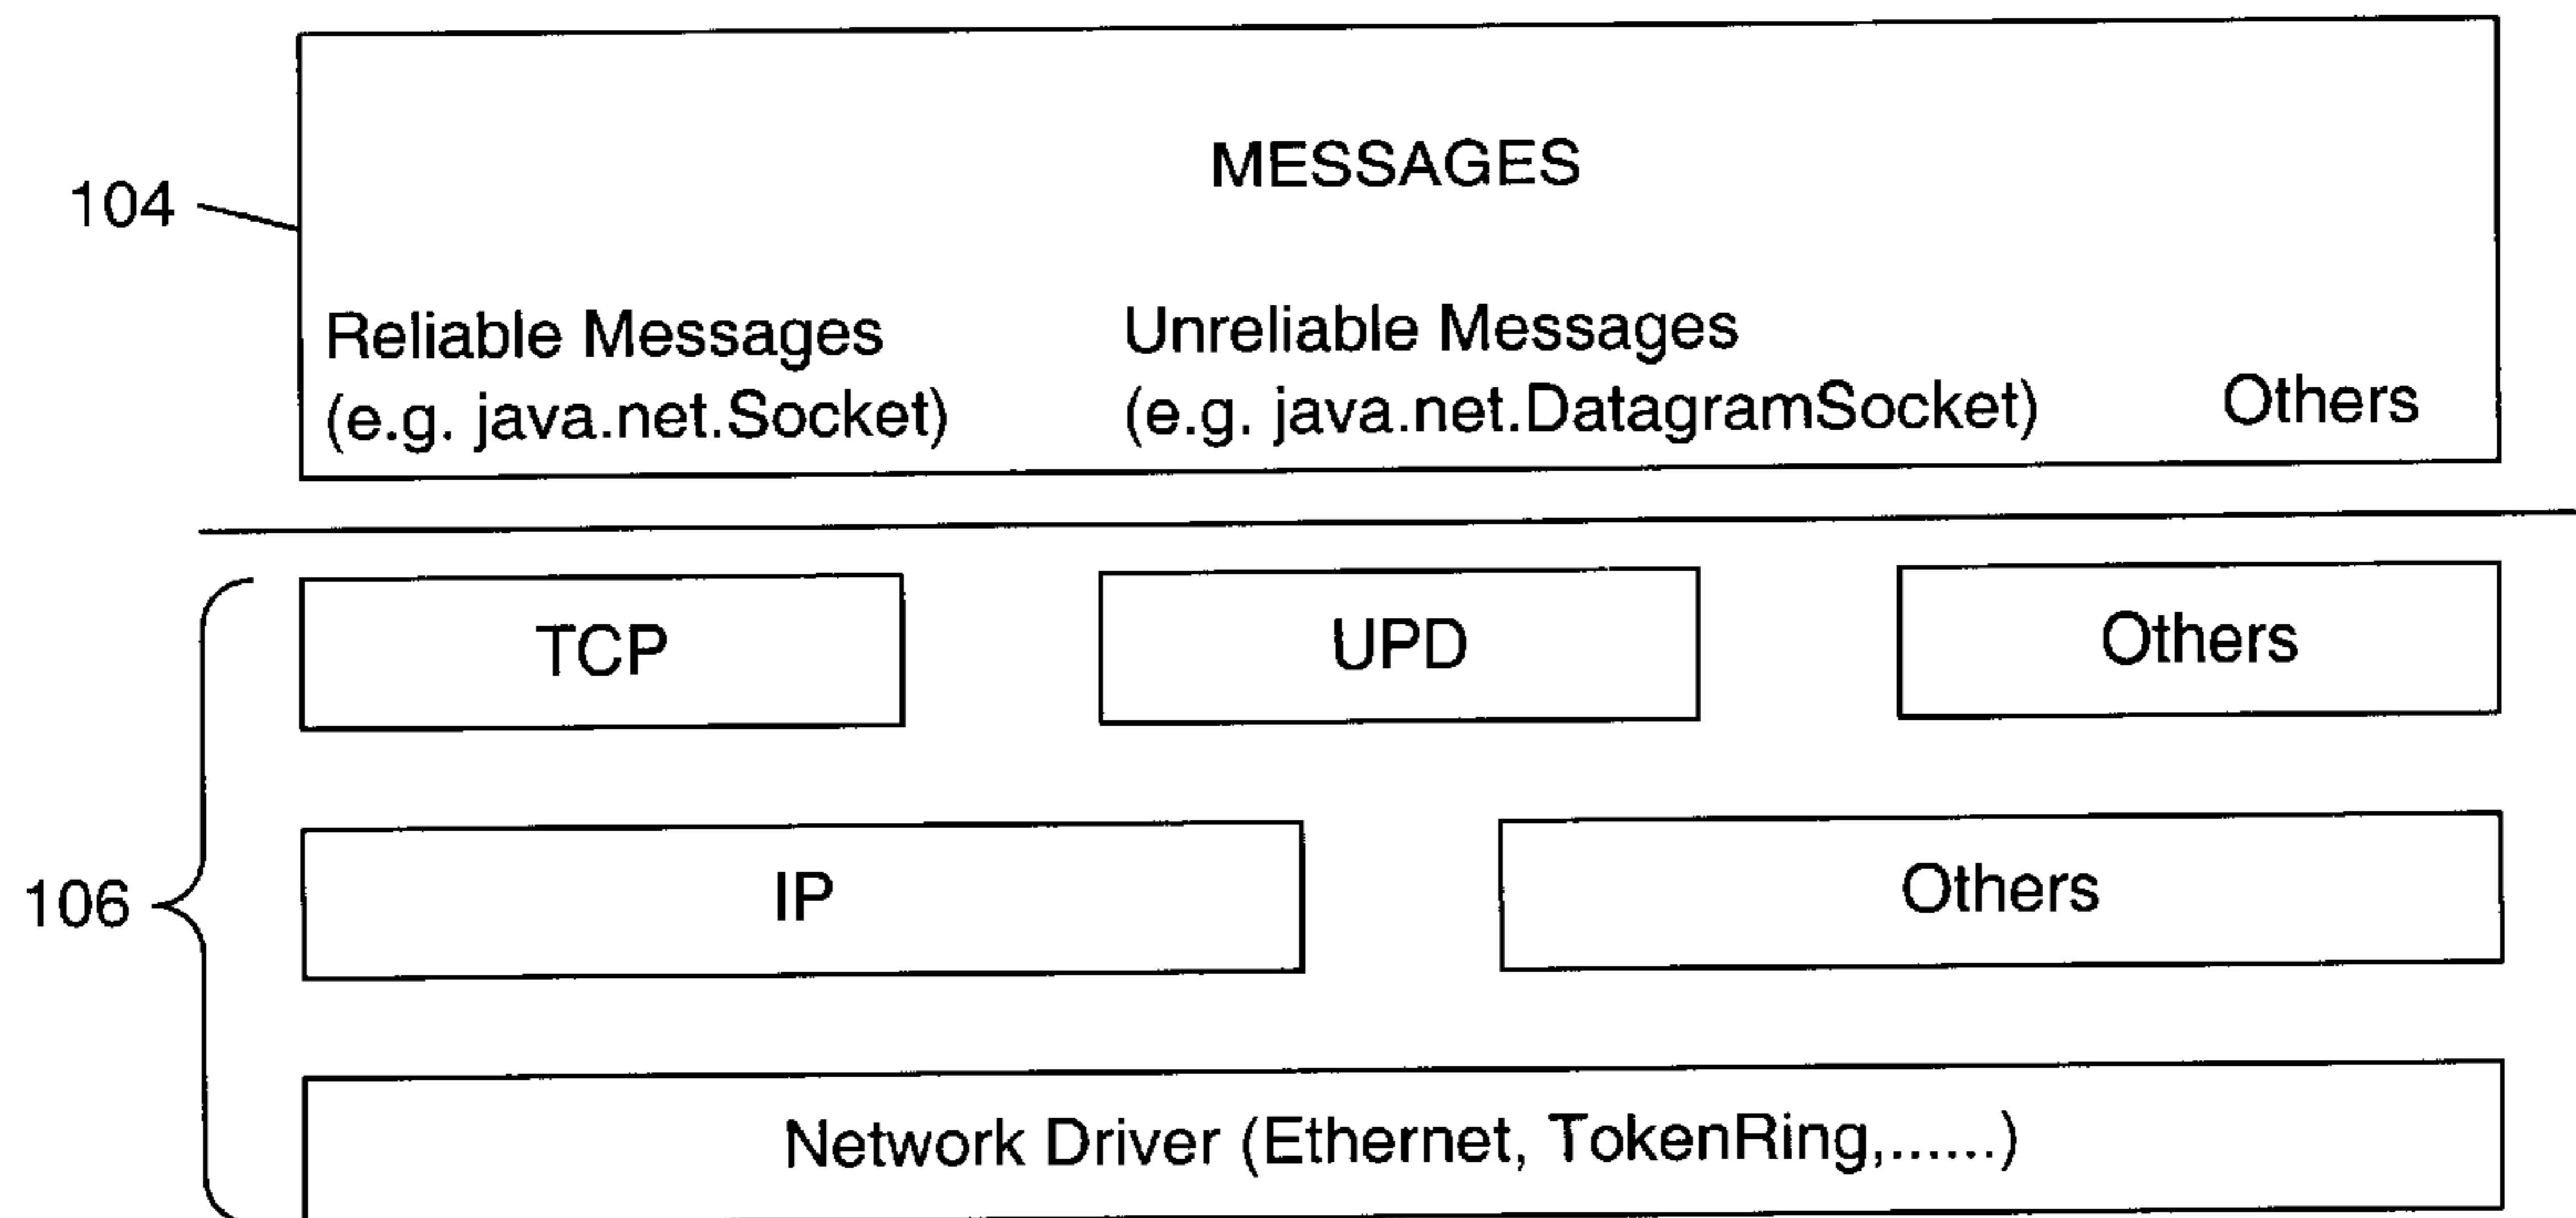 MESSAGES
104
Reliable Messages
(e.g. java.net.Socket)
Unreliable Messages
(e.g. java.net.DatagramSocket)
Others
TCP
UPD
Others
106
IP
Others
Network Driver (Ethernet, TokenRing,......)